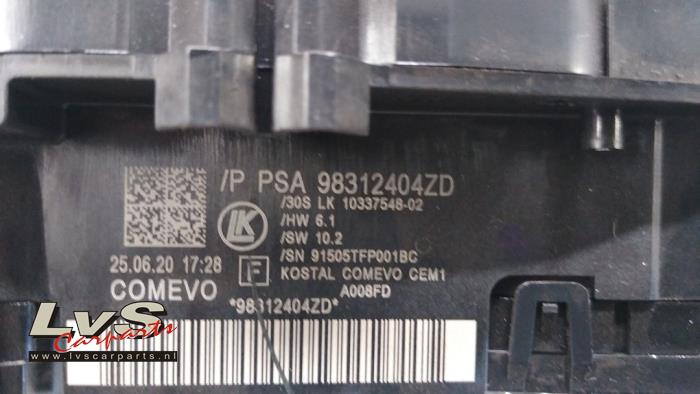 /P PSA 98312404ZD
/30S LK 10337548-02
LK
/HW 6.1
/SW 10.2
/SN 91505TFP001BC
25.06.20 17:28
F
KOSTAL COMEVO CEM1
COMEVO
A008FD
*98312404ZD*
LVS
Carparts
www.lvscarparts.nl